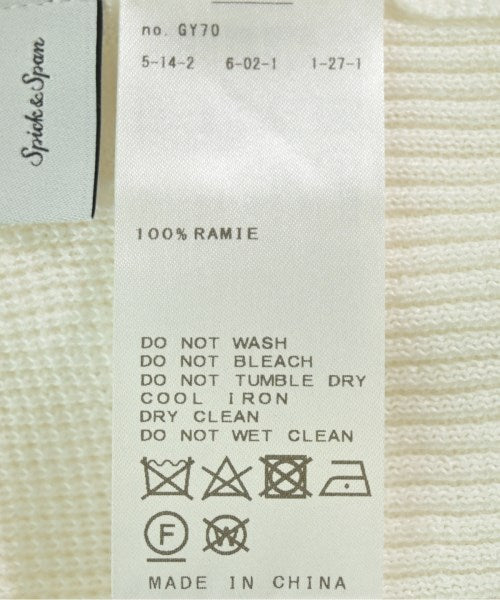 Spick & Span
no. GY70
5-14-2 6-02-1 1-27-1
100% RAMIE
DO NOT WASH
DO NOT BLEACH
DO NOT TUMBLE DRY
COOL IRON
DRY CLEAN
DO NOT WET CLEAN
F W
MADE IN CHINA